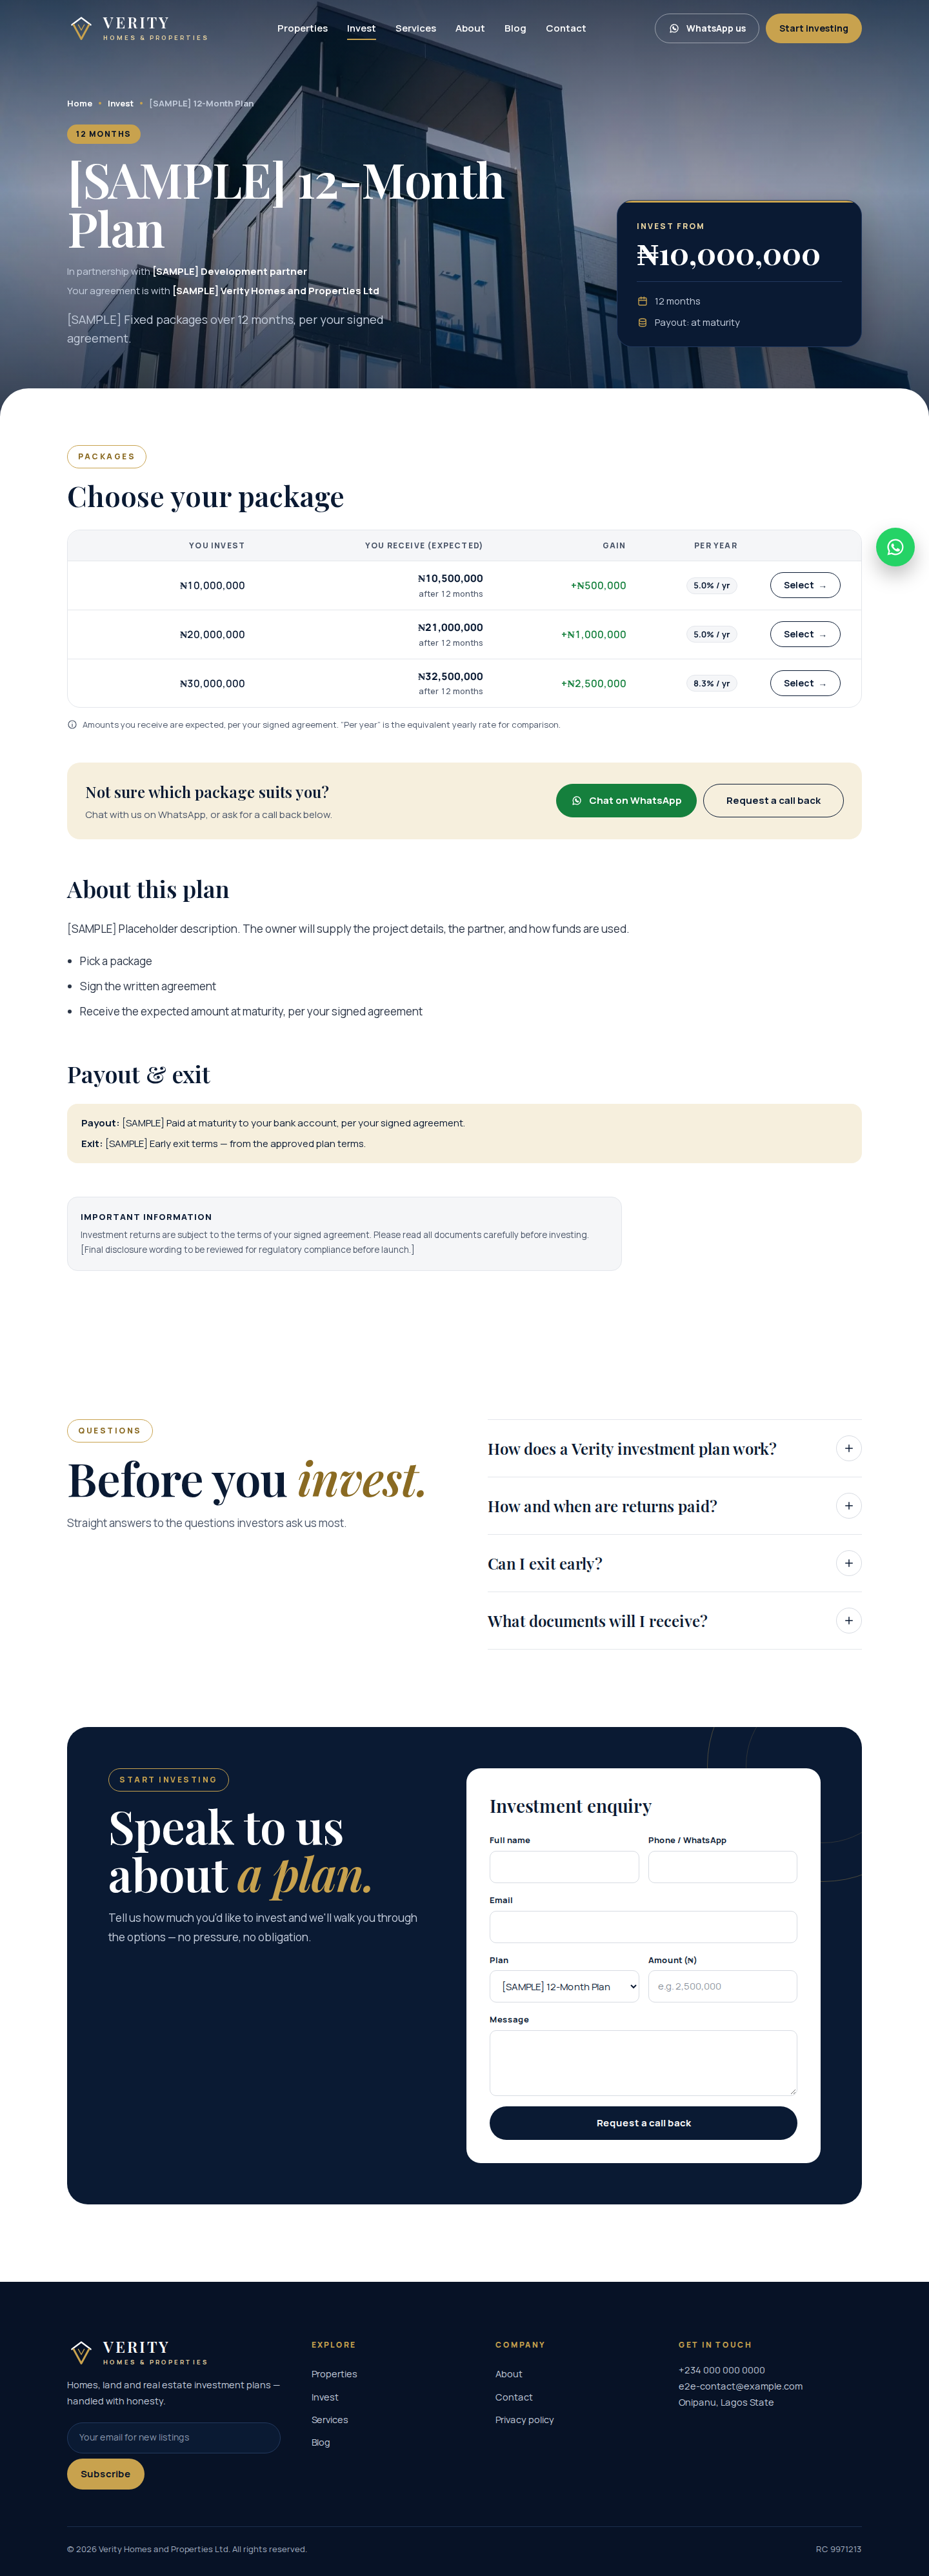 VERITY
HOMES & PROPERTIES
Properties
Invest
Services
About
Blog
Contact
WhatsApp us
Start investing
Home • Invest • [SAMPLE] 12-Month Plan
12 MONTHS
[SAMPLE] 12-Month
Plan
In partnership with [SAMPLE] Development partner
Your agreement is with [SAMPLE] Verity Homes and Properties Ltd
[SAMPLE] Fixed packages over 12 months, per your signed
agreement.
INVEST FROM
₦10,000,000
12 months
Payout: at maturity
PACKAGES
Choose your package
YOU INVEST YOU RECEIVE (EXPECTED) GAIN PER YEAR
₦10,000,000 ₦10,500,000 +₦500,000 5.0% / yr Select →
after 12 months
₦20,000,000 ₦21,000,000 +₦1,000,000 5.0% / yr Select →
after 12 months
₦30,000,000 ₦32,500,000 +₦2,500,000 8.3% / yr Select →
after 12 months
Amounts you receive are expected, per your signed agreement. “Per year” is the equivalent yearly rate for comparison.
Not sure which package suits you?
Chat with us on WhatsApp, or ask for a call back below.
Chat on WhatsApp
Request a call back
About this plan
[SAMPLE] Placeholder description. The owner will supply the project details, the partner, and how funds are used.
• Pick a package
• Sign the written agreement
• Receive the expected amount at maturity, per your signed agreement
Payout & exit
Payout: [SAMPLE] Paid at maturity to your bank account, per your signed agreement.
Exit: [SAMPLE] Early exit terms — from the approved plan terms.
IMPORTANT INFORMATION
Investment returns are subject to the terms of your signed agreement. Please read all documents carefully before investing.
[Final disclosure wording to be reviewed for regulatory compliance before launch.]
QUESTIONS
Before you invest.
Straight answers to the questions investors ask us most.
How does a Verity investment plan work?
How and when are returns paid?
Can I exit early?
What documents will I receive?
START INVESTING
Speak to us
about a plan.
Tell us how much you'd like to invest and we'll walk you through
the options — no pressure, no obligation.
Investment enquiry
Full name
Phone / WhatsApp
Email
Plan
Amount (₦)
[SAMPLE] 12-Month Plan
e.g. 2,500,000
Message
Request a call back
VERITY
HOMES & PROPERTIES
Homes, land and real estate investment plans —
handled with honesty.
Your email for new listings
Subscribe
EXPLORE
Properties
Invest
Services
Blog
COMPANY
About
Contact
Privacy policy
GET IN TOUCH
+234 000 000 0000
e2e-contact@example.com
Onipanu, Lagos State
© 2026 Verity Homes and Properties Ltd. All rights reserved.
RC 9971213